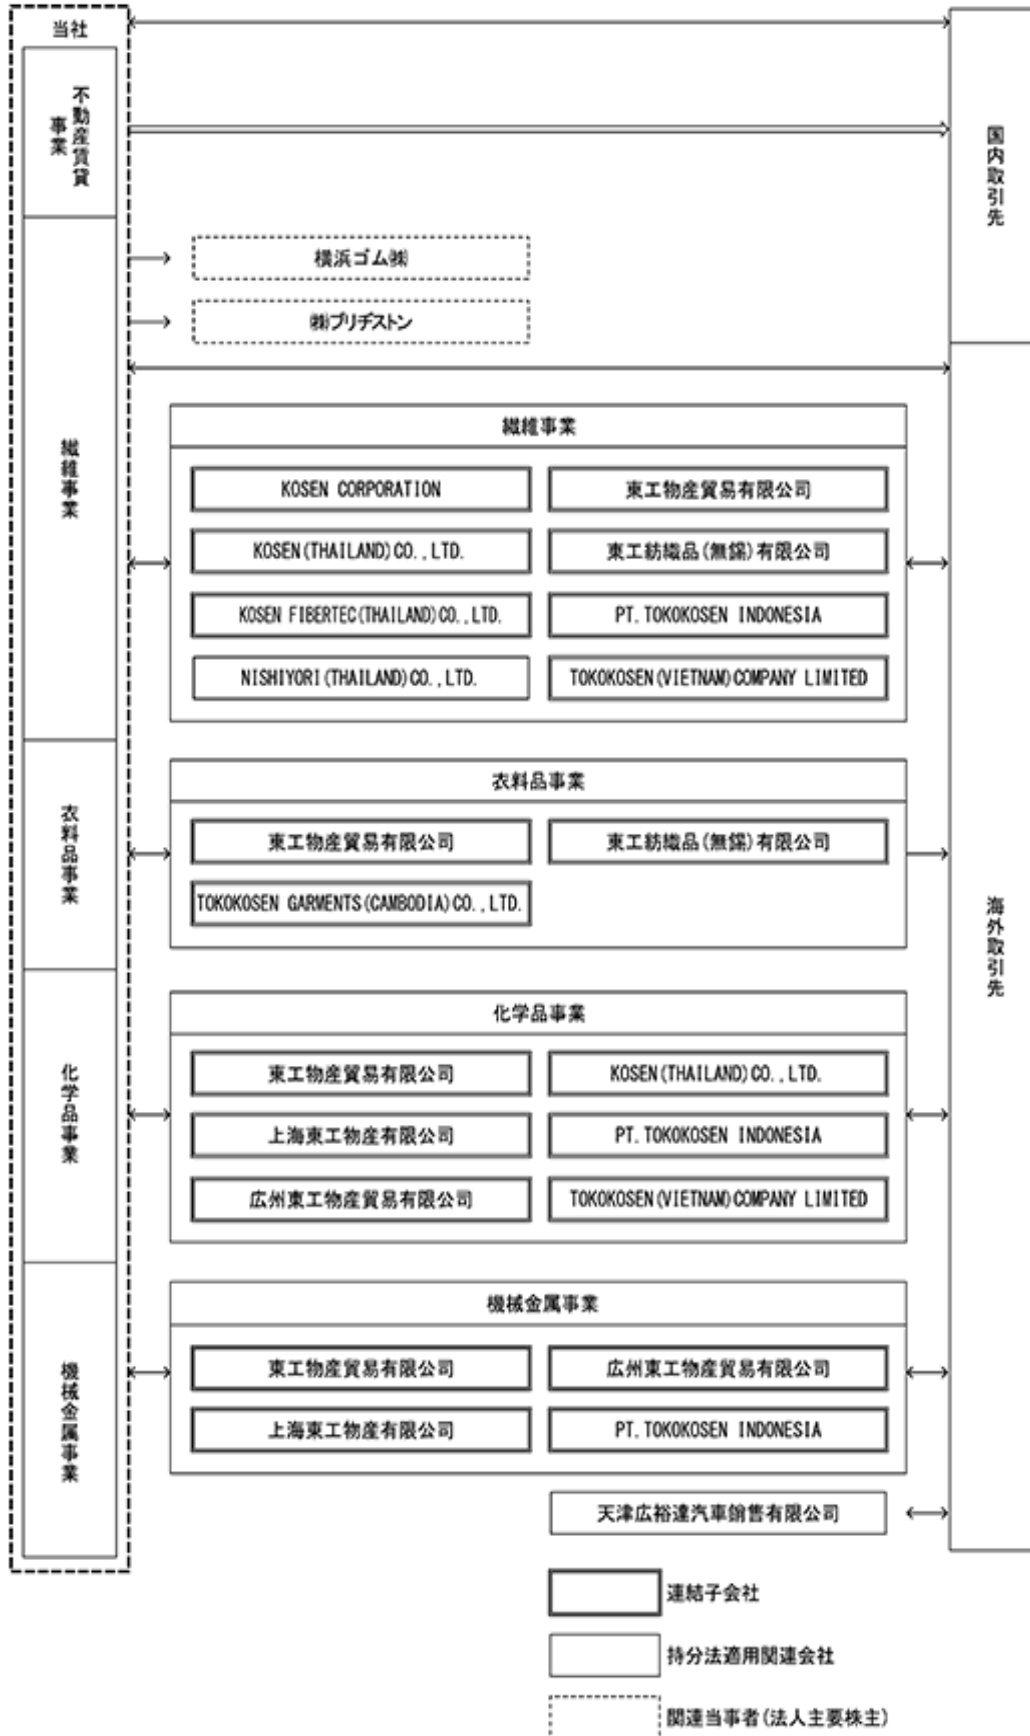 当社
不動産賃貸
事業
国内取引先
横浜ゴム㈱
㈱ブリヂストン
繊維事業
繊維事業
KOSEN CORPORATION
東工物産貿易有限公司
KOSEN(THAILAND)CO.,LTD.
東工紡織品(無錫)有限公司
KOSEN FIBERTEC(THAILAND)CO.,LTD.
PT.TOKOKOSEN INDONESIA
NISHIYORI(THAILAND)CO.,LTD.
TOKOKOSEN(VIETNAM)COMPANY LIMITED
衣料品事業
衣料品事業
東工物産貿易有限公司
東工紡織品(無錫)有限公司
TOKOKOSEN GARMENTS(CAMBODIA)CO.,LTD.
海外取引先
化学品事業
化学品事業
東工物産貿易有限公司
KOSEN(THAILAND)CO.,LTD.
上海東工物産有限公司
PT.TOKOKOSEN INDONESIA
広州東工物産貿易有限公司
TOKOKOSEN(VIETNAM)COMPANY LIMITED
機械金属事業
機械金属事業
東工物産貿易有限公司
広州東工物産貿易有限公司
上海東工物産有限公司
PT.TOKOKOSEN INDONESIA
天津広裕達汽車銷售有限公司
連結子会社
持分法適用関連会社
関連当事者(法人主要株主)